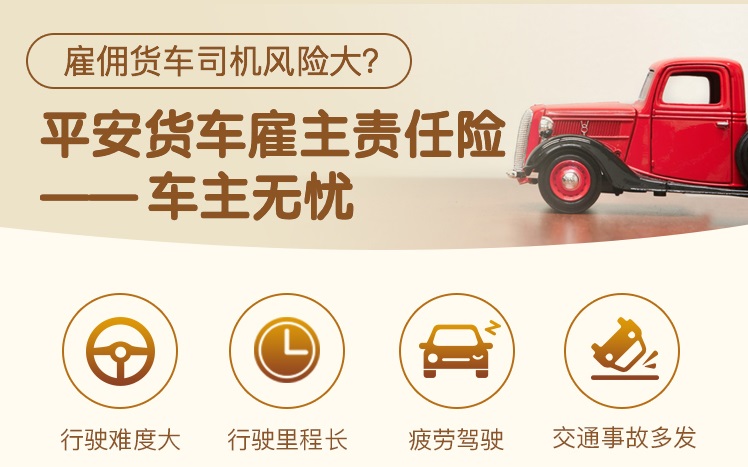 雇佣货车司机风险大?
平安货车雇主责任险
——车主无忧
行驶难度大
行驶里程长
疲劳驾驶
交通事故多发